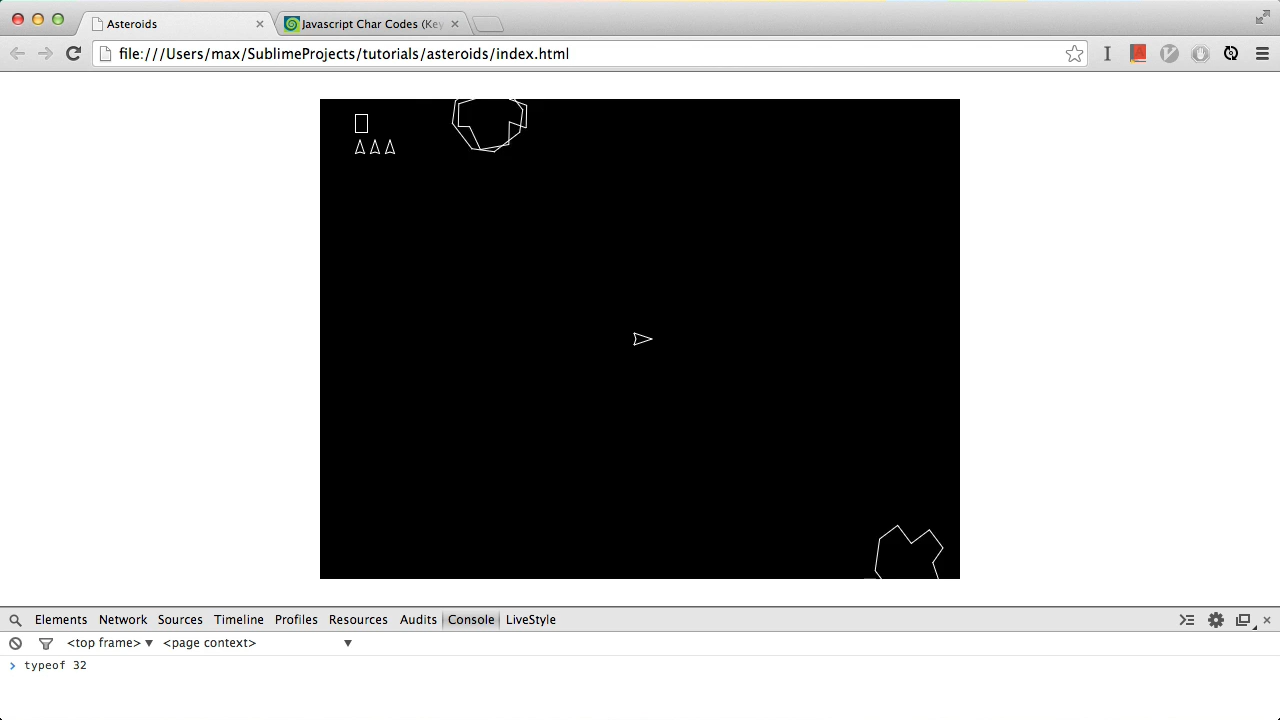 Asteroids
Javascript Char Codes (Key
file:///Users/max/SublimeProjects/tutorials/asteroids/index.html
0
Elements Network Sources Timeline Profiles Resources Audits Console LiveStyle
<top frame> <page context>
typeof 32